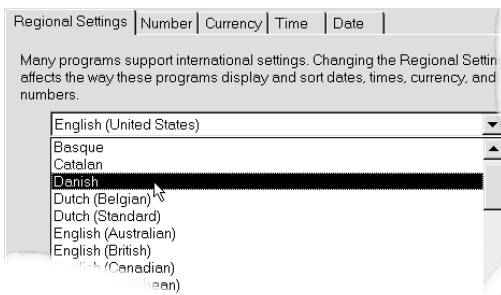 Regional Settings Number Currency Time Date
Many programs support international settings. Changing the Regional
affects the way these programs display and sort dates, times, currency, and
numbers.
English (United States)
Basque
Catalan
Danish
Dutch (Belgian)
Dutch (Standard)
English (Australian)
English (British)
(Canadian)